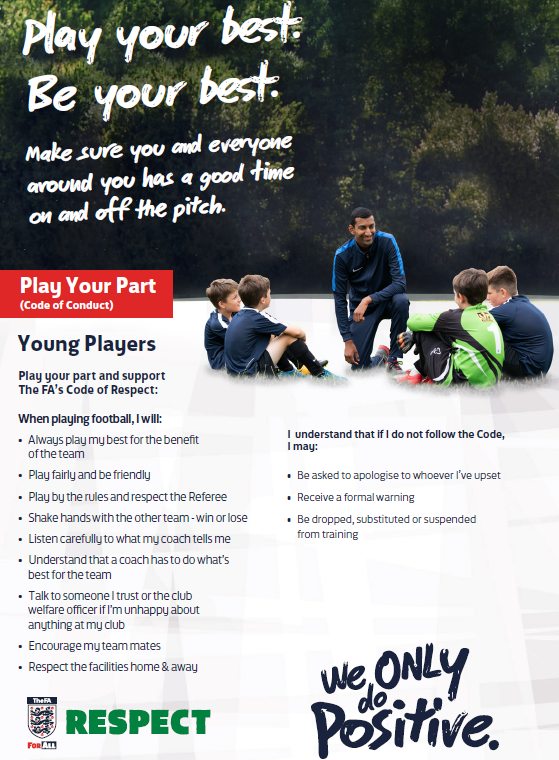 Play your best.
Be your best.
Make sure you and everyone
around you has a good time
on and off the pitch.
Play Your Part
(Code of Conduct)
Young Players
Play your part and support
The FA's Code of Respect:
When playing football, I will:
• Always play my best for the benefit
of the team
• Play fairly and be friendly
• Play by the rules and respect the Referee
• Shake hands with the other team - win or lose
• Listen carefully to what my coach tells me
• Understand that a coach has to do what's
best for the team
• Talk to someone I trust or the club
welfare officer if I'm unhappy about
anything at my club
• Encourage my team mates
• Respect the facilities home & away
I understand that if I do not follow the Code,
I may:
• Be asked to apologise to whoever I've upset
• Receive a formal warning
• Be dropped, substituted or suspended
from training
TheFA
FOR ALL
RESPECT
we ONLY
do
Positive.